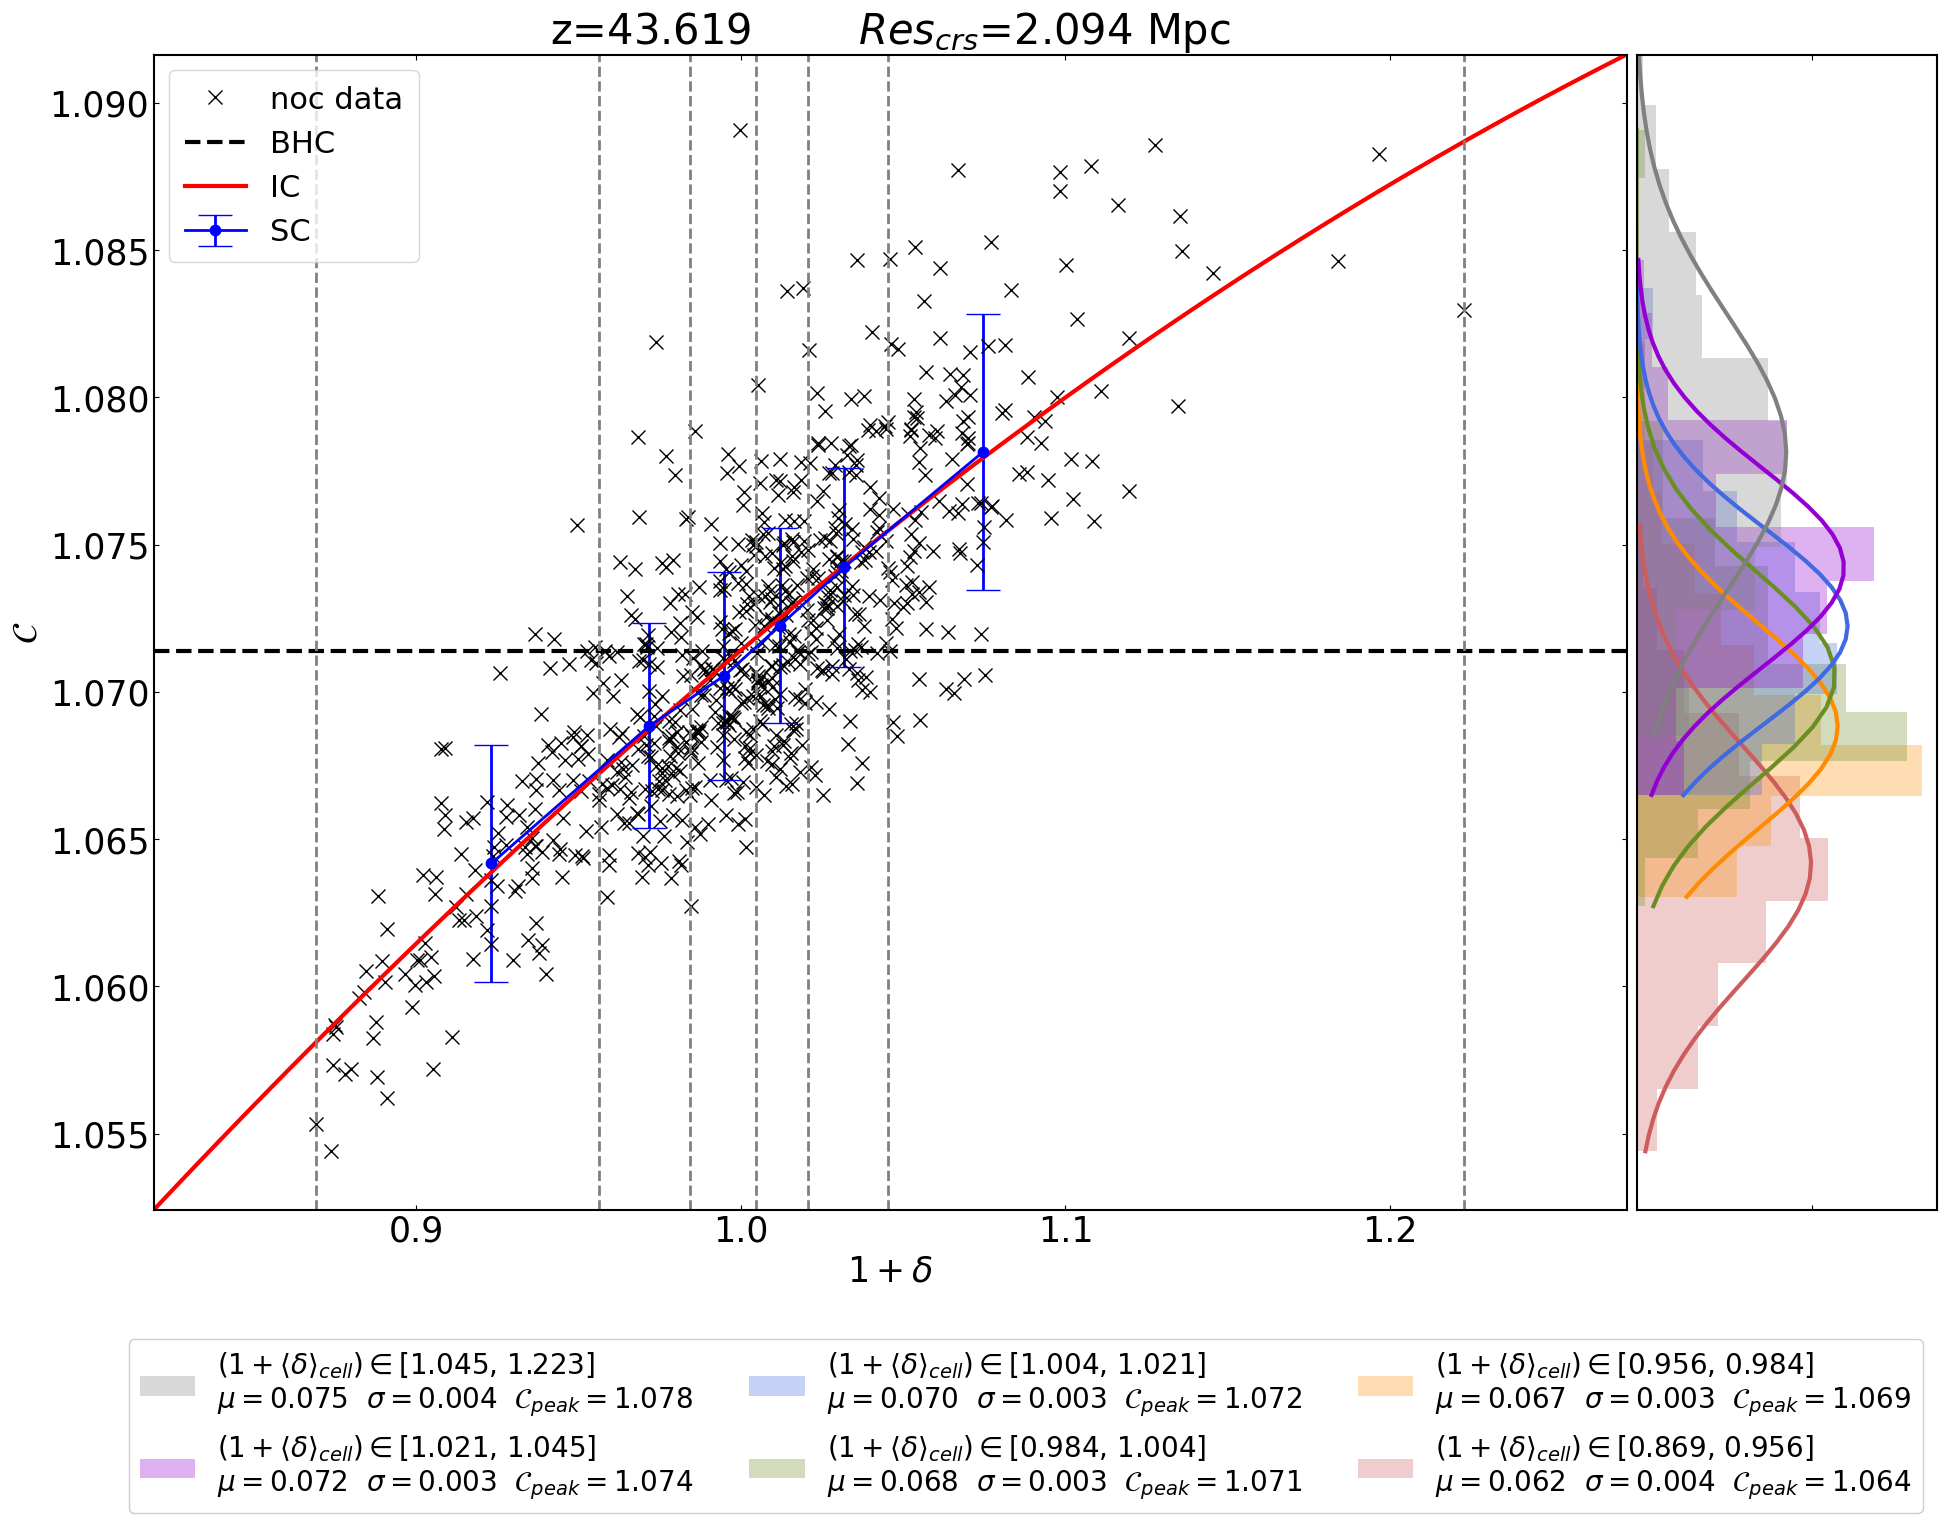 z=43.619 Res_crs=2.094 Mpc
noc data
BHC
IC
SC
1.090
1.085
1.080
1.075
1.070
1.065
1.060
1.055
𝒞
0.9 1.0 1.1 1.2
1 + δ
(1 + ⟨δ⟩_cell) ∈ [1.045, 1.223]
μ = 0.075 σ = 0.004 𝒞_peak = 1.078
(1 + ⟨δ⟩_cell) ∈ [1.021, 1.045]
μ = 0.072 σ = 0.003 𝒞_peak = 1.074
(1 + ⟨δ⟩_cell) ∈ [1.004, 1.021]
μ = 0.070 σ = 0.003 𝒞_peak = 1.072
(1 + ⟨δ⟩_cell) ∈ [0.984, 1.004]
μ = 0.068 σ = 0.003 𝒞_peak = 1.071
(1 + ⟨δ⟩_cell) ∈ [0.956, 0.984]
μ = 0.067 σ = 0.003 𝒞_peak = 1.069
(1 + ⟨δ⟩_cell) ∈ [0.869, 0.956]
μ = 0.062 σ = 0.004 𝒞_peak = 1.064